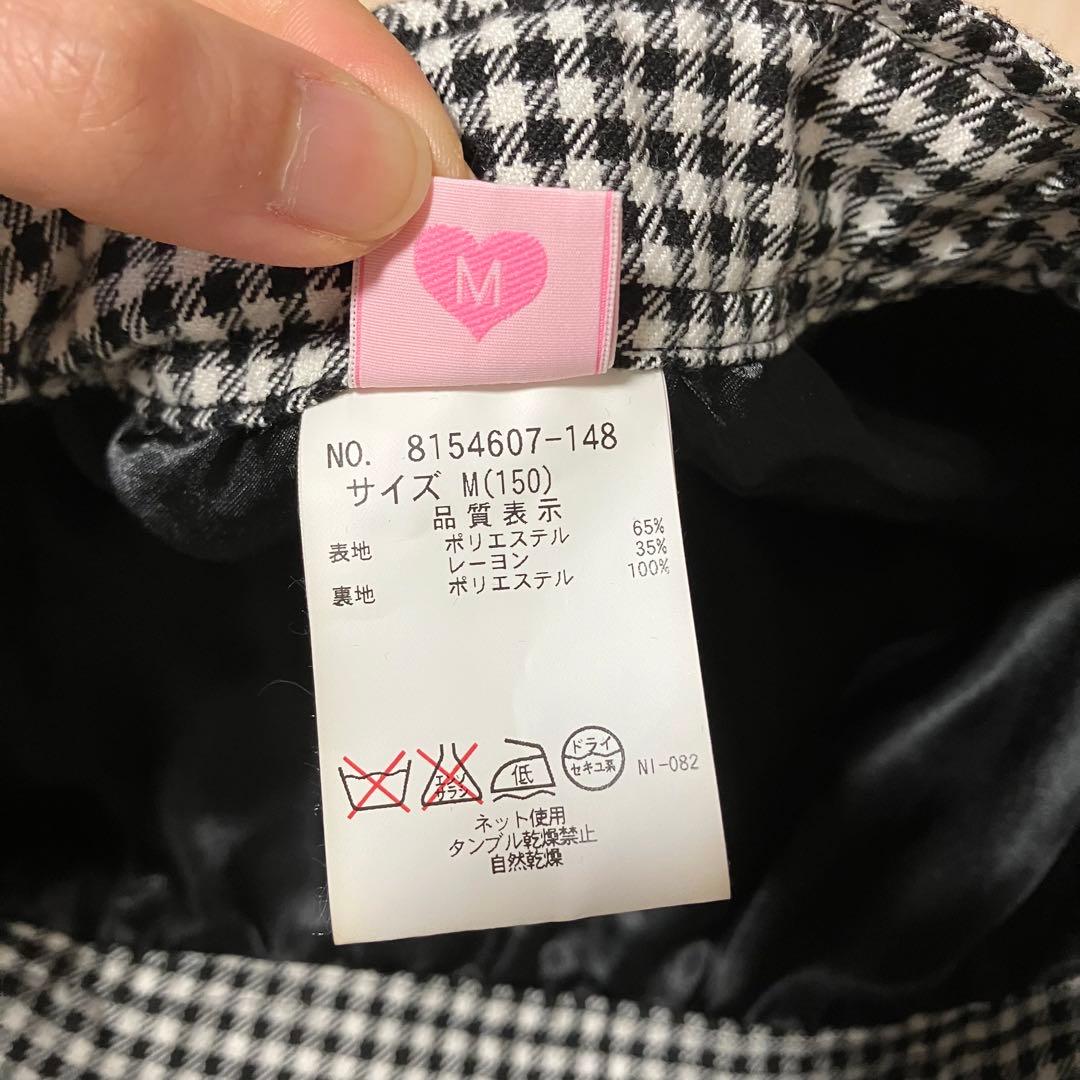 M
NO. 8154607-148
サイズ M(150)
品質表示
表地 ポリエステル 65%
レーヨン 35%
裏地 ポリエステル 100%
エンソ
サラシ
低
ドライ
セキユ系
NI-082
ネット使用
タンブル乾燥禁止
自然乾燥